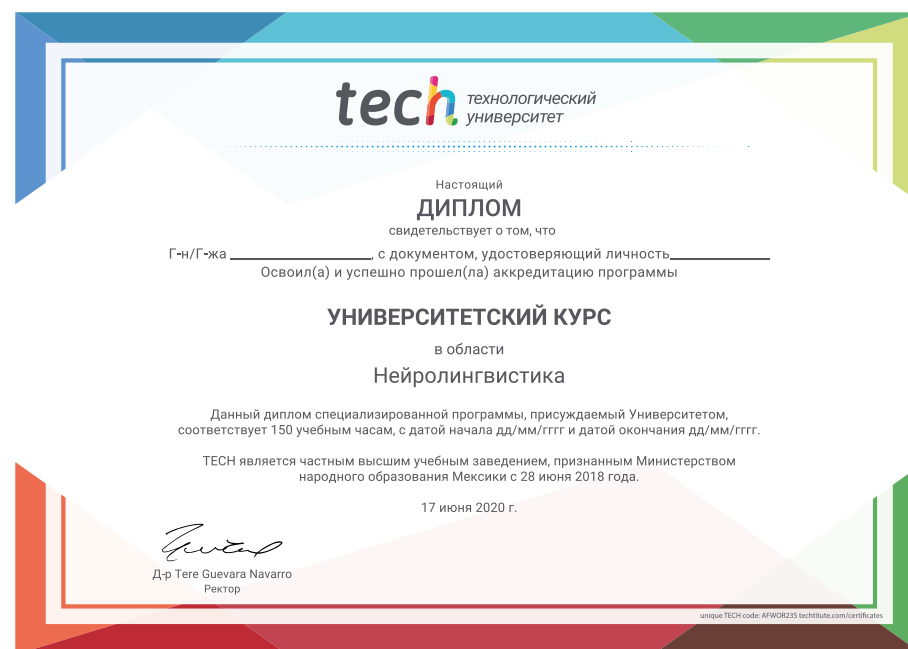 tech технологический
университет
Настоящий
ДИПЛОМ
свидетельствует о том, что
Г-н/Г-жа ____________________, с документом, удостоверяющий личность______________
Освоил(а) и успешно прошел(ла) аккредитацию программы
УНИВЕРСИТЕТСКИЙ КУРС
в области
Нейролингвистика
Данный диплом специализированной программы, присуждаемый Университетом,
соответствует 150 учебным часам, с датой начала дд/мм/гггг и датой окончания дд/мм/гггг.
TECH является частным высшим учебным заведением, признанным Министерством
народного образования Мексики с 28 июня 2018 года.
17 июня 2020 г.
Д-р Tere Guevara Navarro
Ректор
unique TECH code: AFWOR23S techtitute.com/certificates